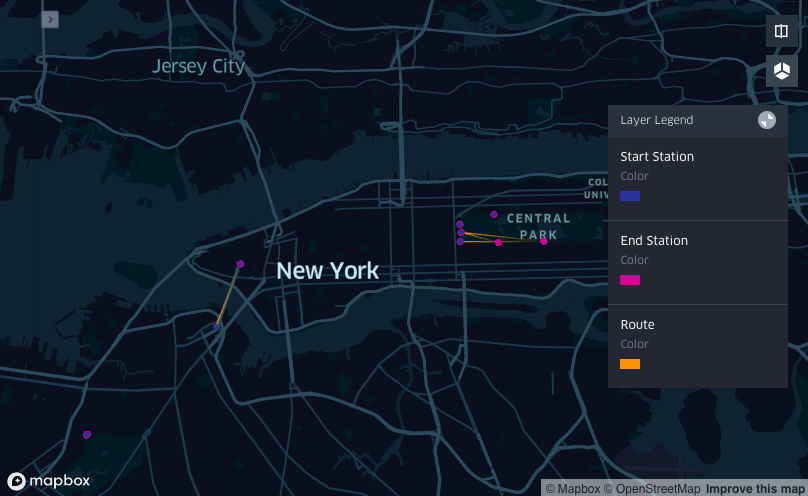 Jersey City
Layer Legend
Start Station
Color
COL
UNIV
CENTRAL
PARK
End Station
Color
New York
Route
Color
mapbox
© Mapbox © OpenStreetMap Improve this map